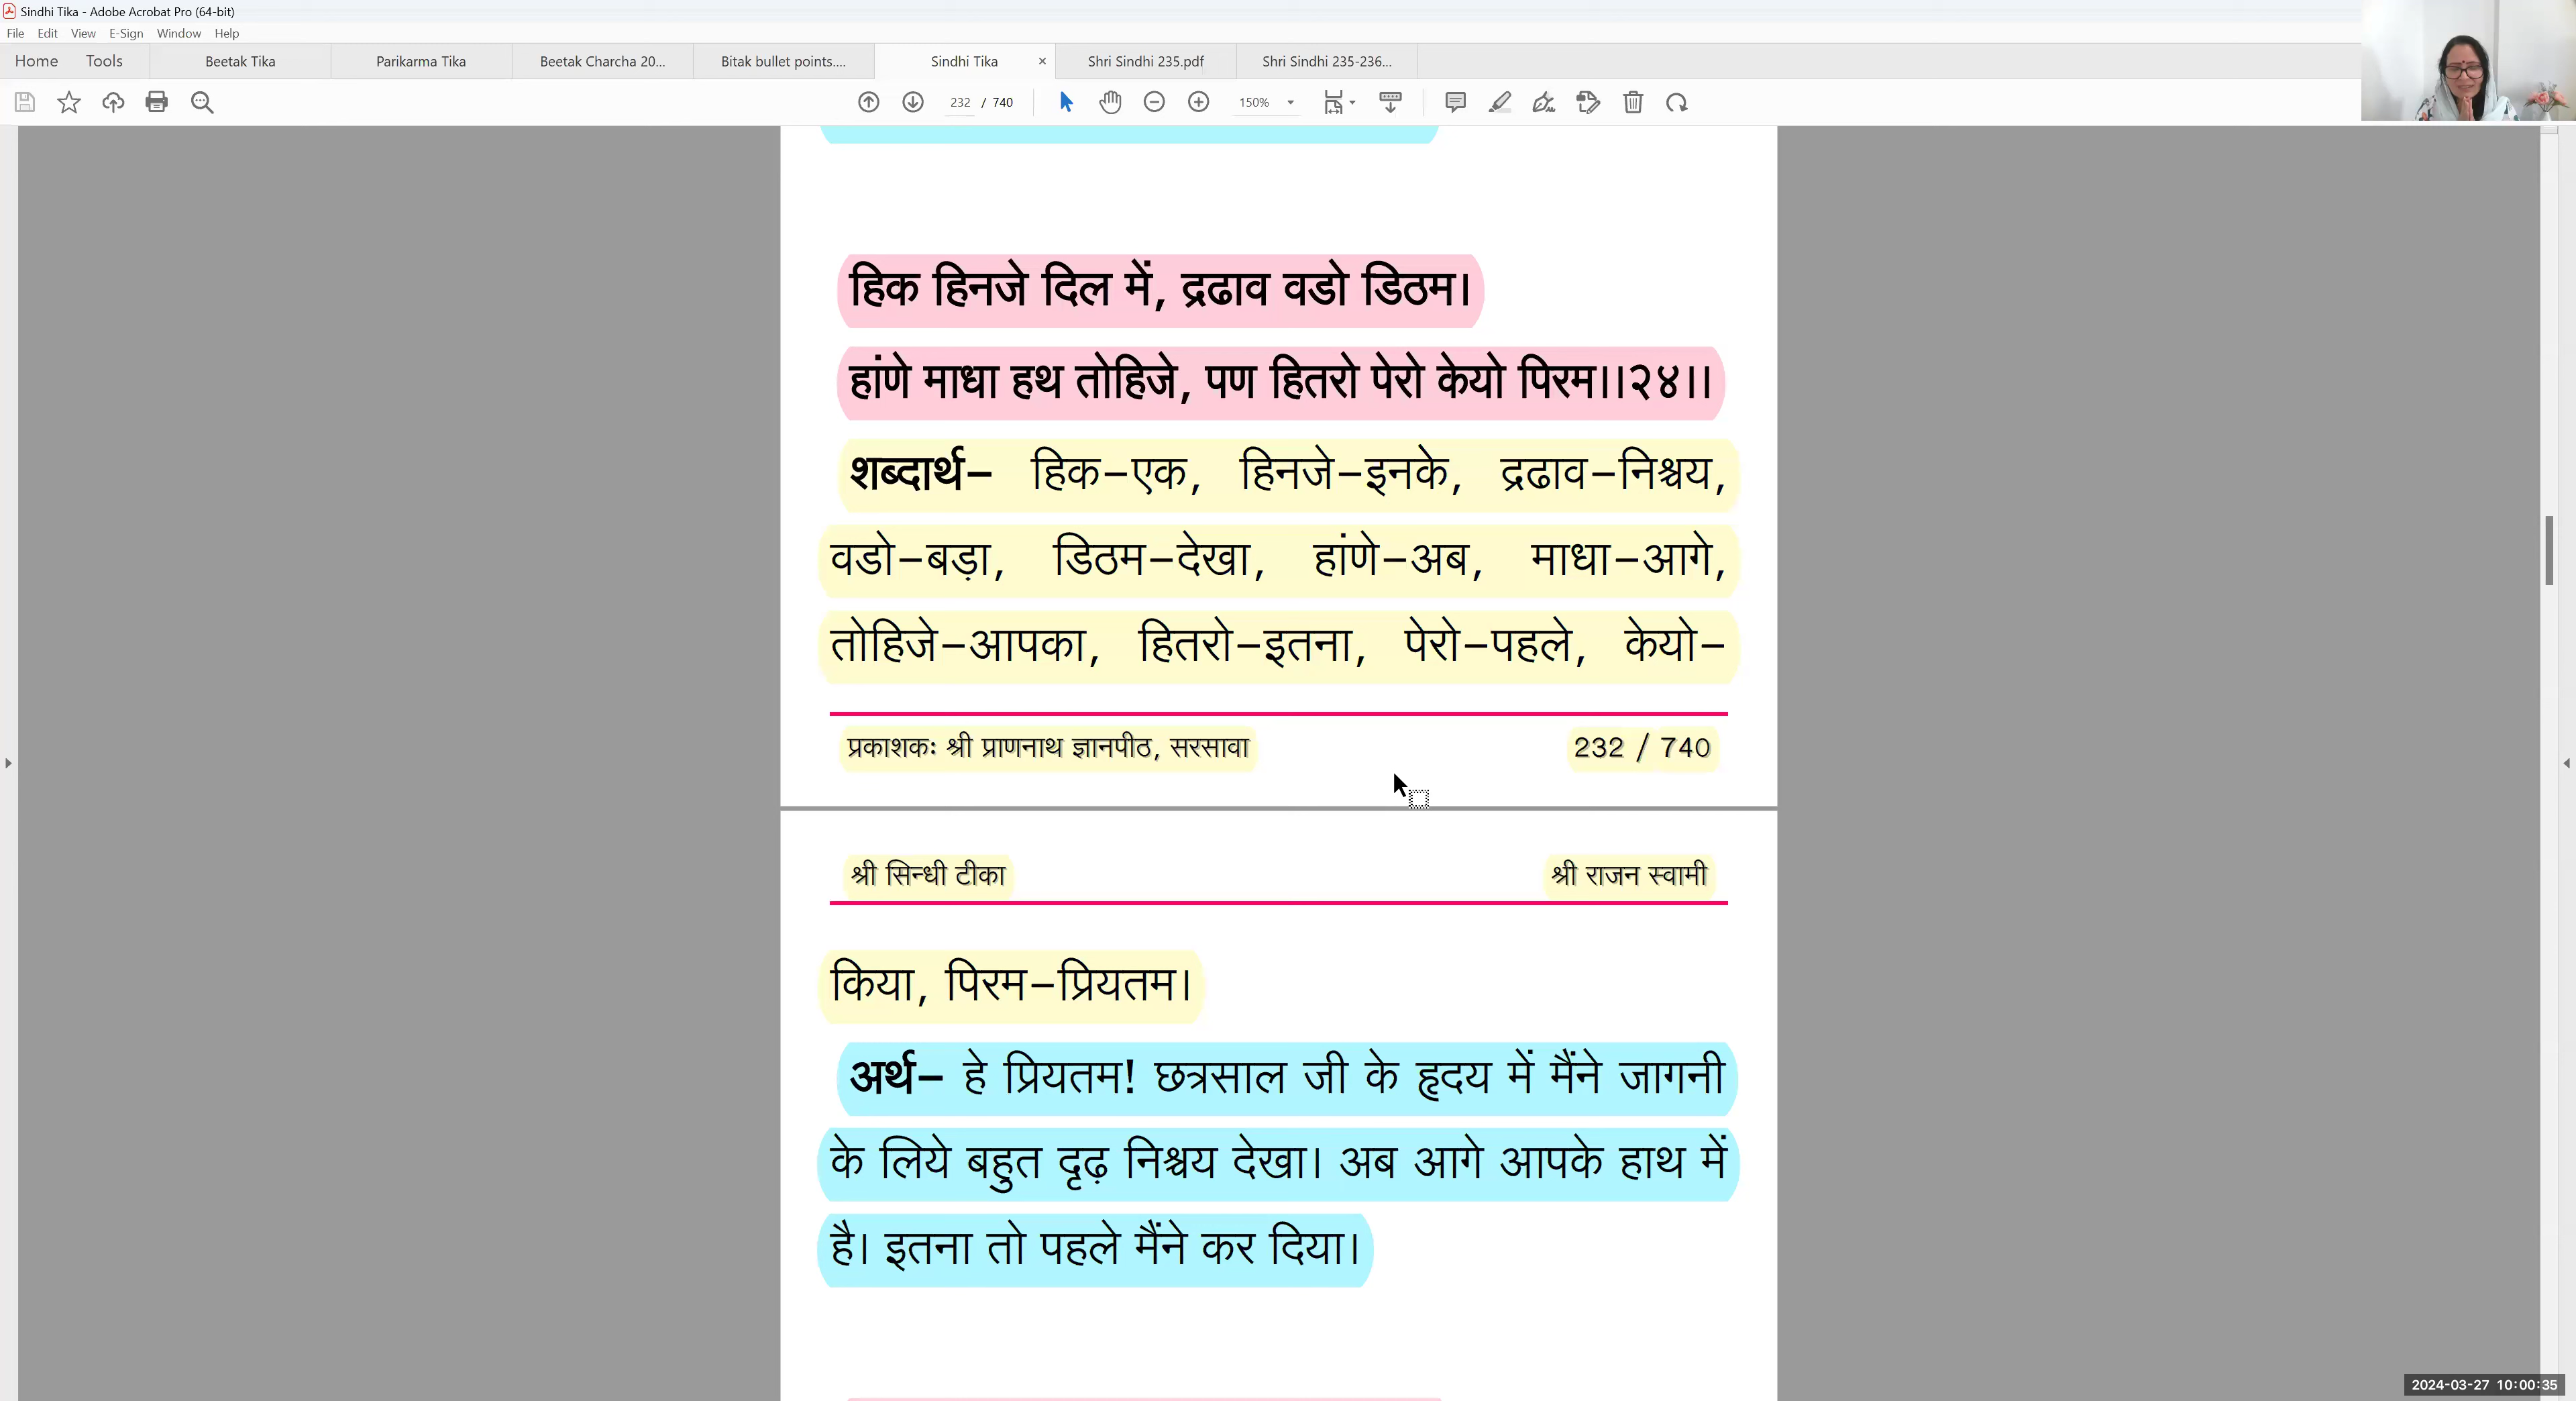 Sindhi Tika - Adobe Acrobat Pro (64-bit)
File Edit View E-Sign Window Help
Home Tools Beetak Tika Parikarma Tika Beetak Charcha 20... Bitak bullet points.... Sindhi Tika × Shri Sindhi 235.pdf Shri Sindhi 235-236...
232 / 740 150%
हिक हिनजे दिल में, द्रढाव वडो डिठम।
हांणे माधा हथ तोहिजे, पण हितरो पेरो केयो पिरम।।२४।।
शब्दार्थ– हिक–एक, हिनजे–इनके, द्रढाव–निश्चय,
वडो–बड़ा, डिठम–देखा, हांणे–अब, माधा–आगे,
तोहिजे–आपका, हितरो–इतना, पेरो–पहले, केयो–
प्रकाशकः श्री प्राणनाथ ज्ञानपीठ, सरसावा 232 / 740
श्री सिन्धी टीका श्री राजन स्वामी
किया, पिरम–प्रियतम।
अर्थ– हे प्रियतम! छत्रसाल जी के हृदय में मैंने जागनी
के लिये बहुत दृढ़ निश्चय देखा। अब आगे आपके हाथ में
है। इतना तो पहले मैंने कर दिया।
2024-03-27 10:00:35